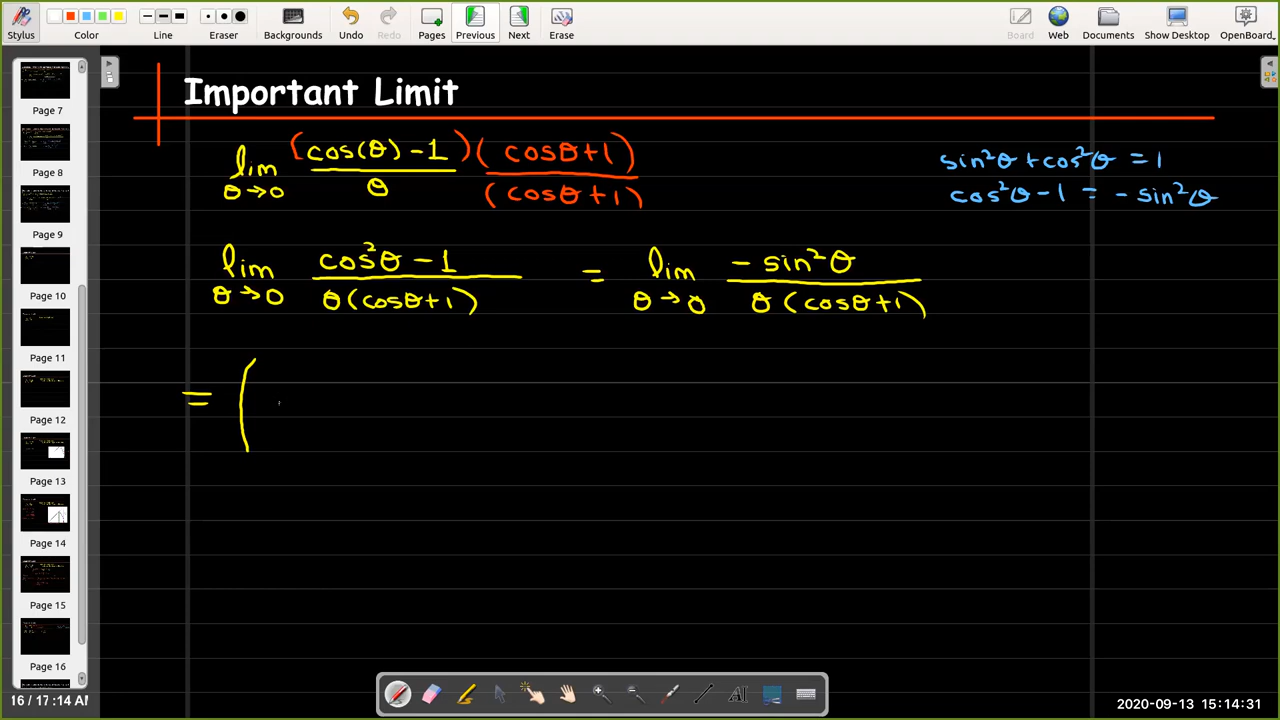 Stylus Color Line Eraser Backgrounds Undo Redo Pages Previous Next Erase Board Web Documents Show Desktop OpenBoard
Important Limit
lim θ→0 (cos(θ) - 1)/θ (cosθ+1)/(cosθ+1)
sin²θ + cos²θ = 1
cos²θ - 1 = - sin²θ
lim θ→0 (cos²θ - 1)/(θ(cosθ+1)) = lim θ→0 (- sin²θ)/(θ(cosθ+1))
= (
Page 7
Page 8
Page 9
Page 10
Page 11
Page 12
Page 13
Page 14
Page 15
Page 16
16 / 17:14 AM
2020-09-13 15:14:31